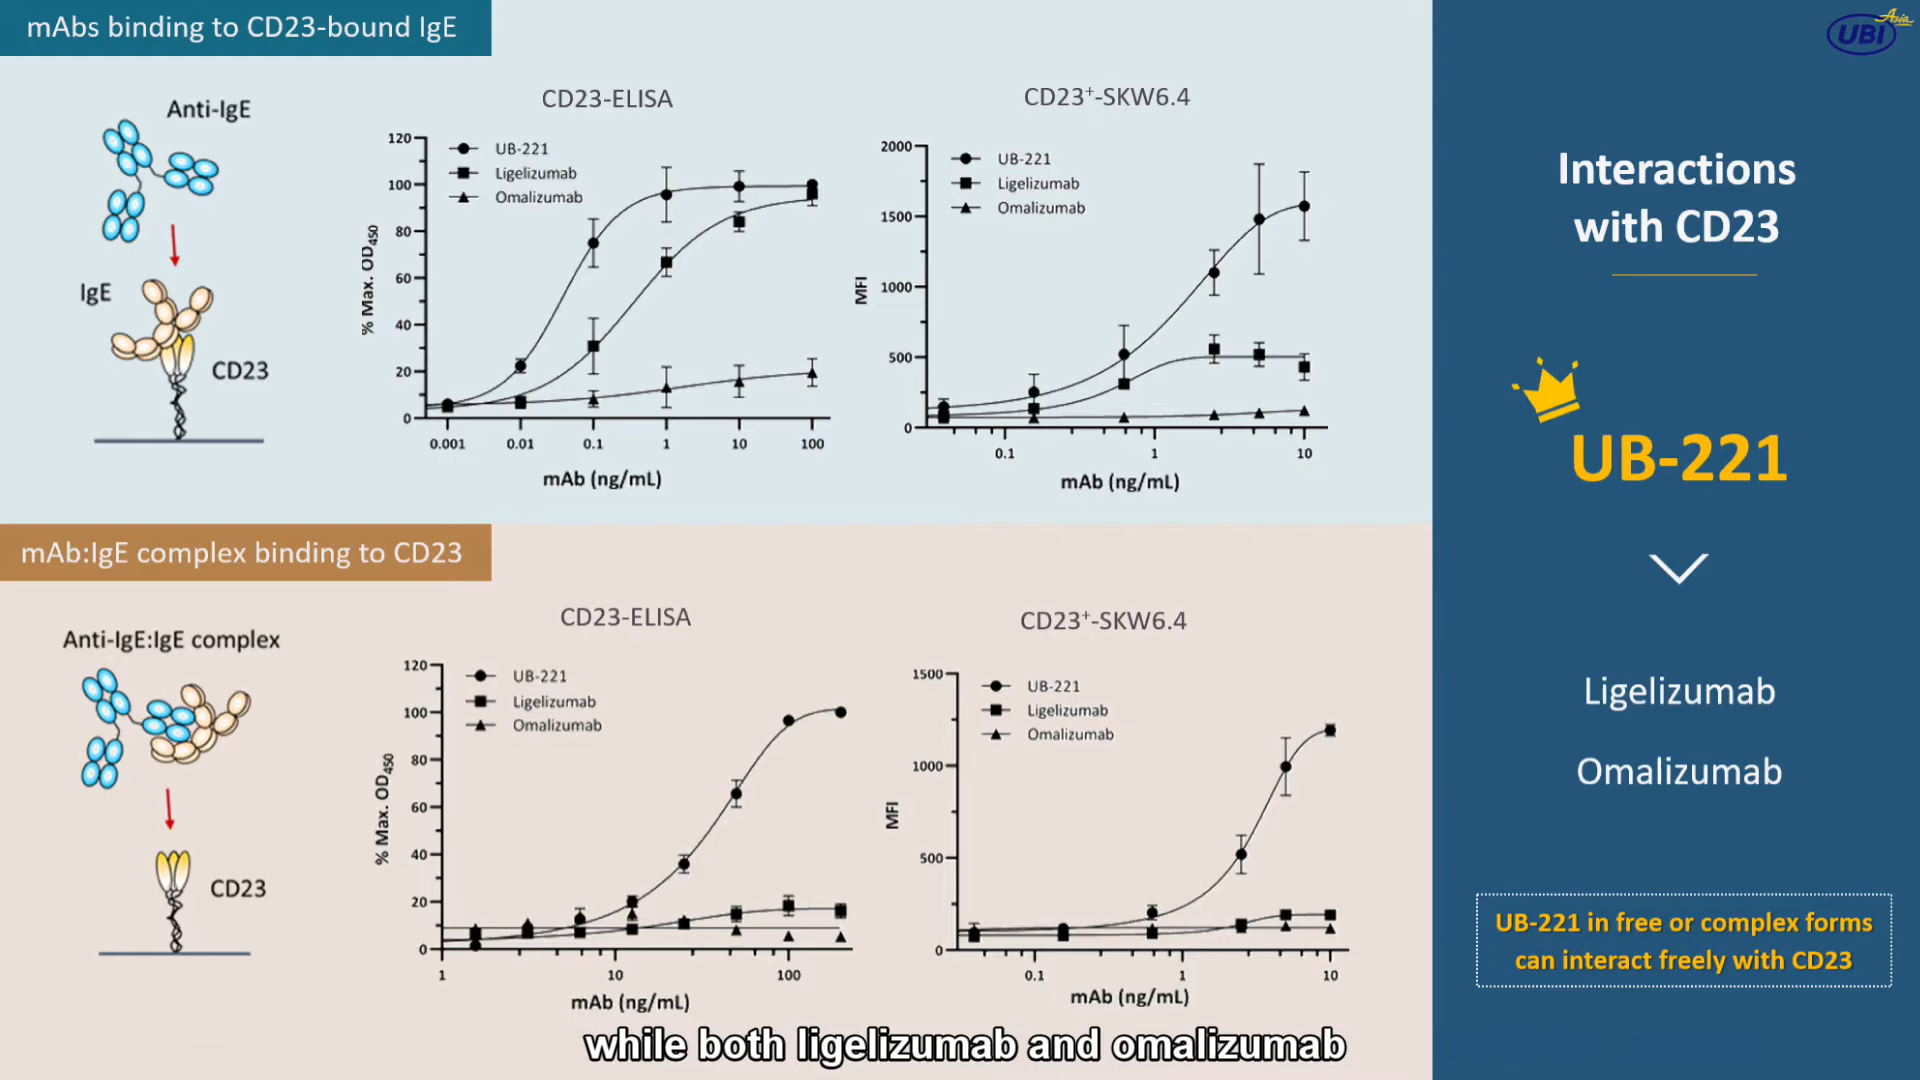 mAbs binding to CD23-bound IgE
UBI Asia
Anti-IgE
IgE
CD23
CD23-ELISA
UB-221
Ligelizumab
Omalizumab
120
100
80
60
40
20
0
% Max. OD450
0.001 0.01 0.1 1 10 100
mAb (ng/mL)
CD23+-SKW6.4
UB-221
Ligelizumab
Omalizumab
2000
1500
1000
500
0
MFI
0.1 1 10
mAb (ng/mL)
Interactions
with CD23
UB-221
Ligelizumab
Omalizumab
UB-221 in free or complex forms
can interact freely with CD23
mAb:IgE complex binding to CD23
Anti-IgE:IgE complex
CD23
CD23-ELISA
UB-221
Ligelizumab
Omalizumab
120
100
80
60
40
20
0
% Max. OD450
1 10 100
mAb (ng/mL)
CD23+-SKW6.4
UB-221
Ligelizumab
Omalizumab
1500
1000
500
0
MFI
0.1 1 10
mAb (ng/mL)
while both ligelizumab and omalizumab